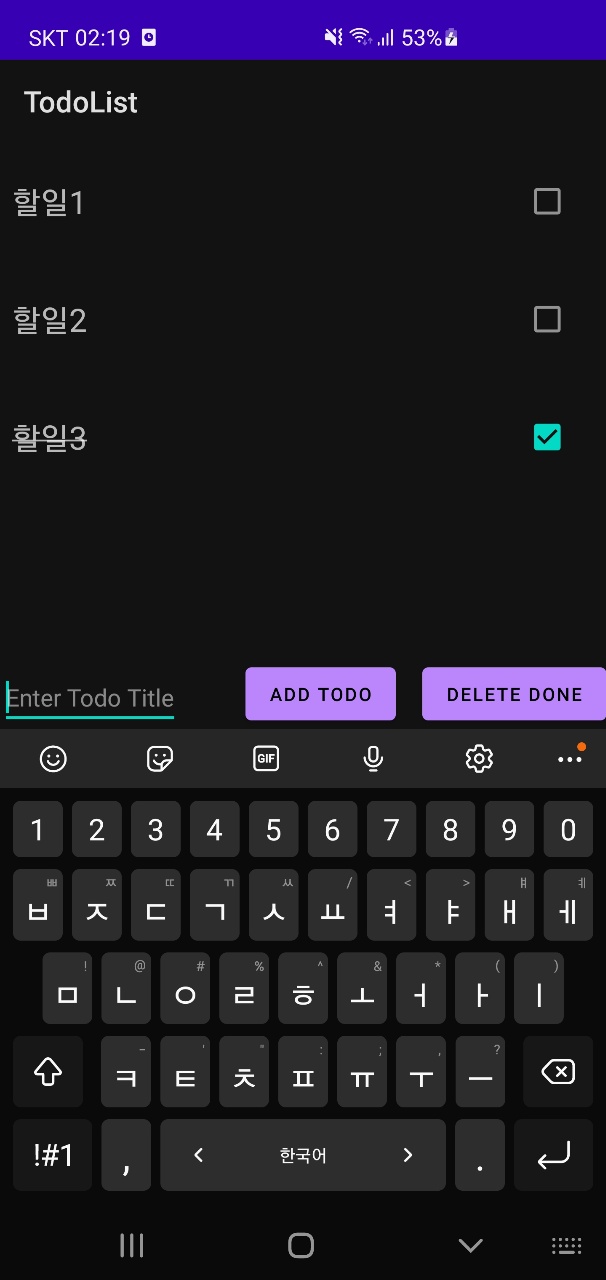 SKT 02:19 53%
TodoList
할일1
할일2
할일3
Enter Todo Title ADD TODO DELETE DONE
GIF
1 2 3 4 5 6 7 8 9 0
ㅃ ㅉ ㄸ ㄲ ㅆ / < > ㅒ ㅖ
ㅂ ㅈ ㄷ ㄱ ㅅ ㅛ ㅕ ㅑ ㅐ ㅔ
! @ # % ^ & * ( )
ㅁ ㄴ ㅇ ㄹ ㅎ ㅗ ㅓ ㅏ ㅣ
- ' " : ; , ?
ㅋ ㅌ ㅊ ㅍ ㅠ ㅜ ㅡ
!#1 , < 한국어 > .